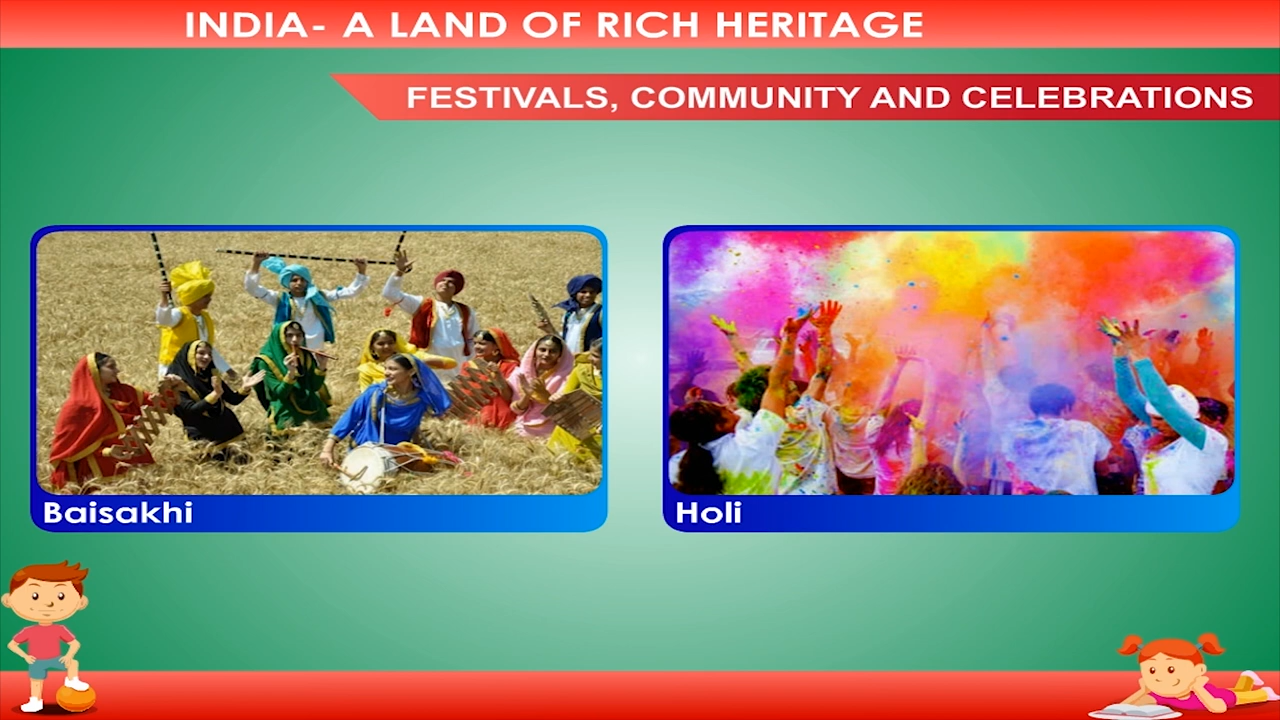 INDIA- A LAND OF RICH HERITAGE
FESTIVALS, COMMUNITY AND CELEBRATIONS
Baisakhi
Holi